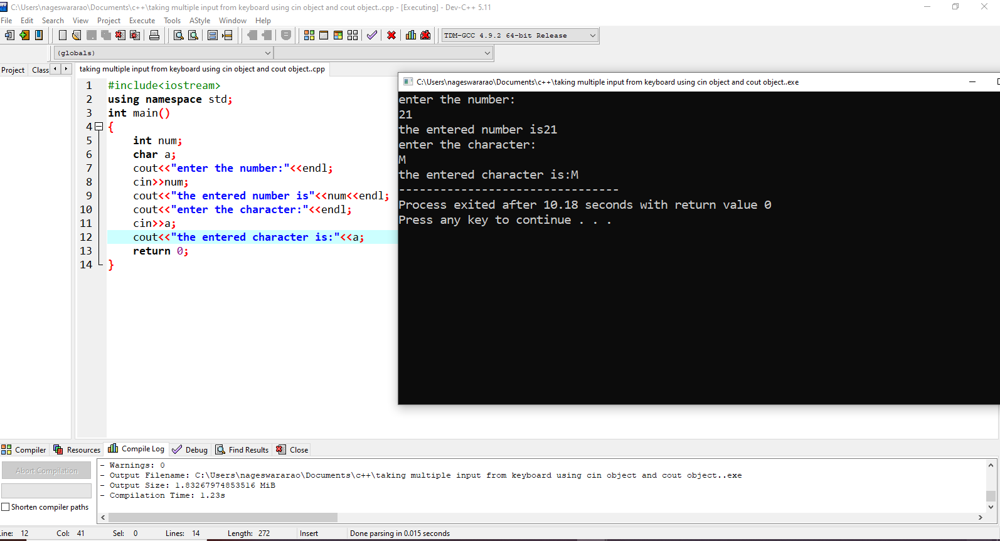 C:\Users\nageswararao\Documents\c++\taking multiple input from keyboard using cin object and cout object..cpp - [Executing] - Dev-C++ 5.11
File Edit Search View Project Execute Tools AStyle Window Help
TDM-GCC 4.9.2 64-bit Release
(globals)
Project Class
taking multiple input from keyboard using cin object and cout object..cpp
1 #include<iostream>
2 using namespace std;
3 int main()
4 {
5 int num;
6 char a;
7 cout<<"enter the number:"<<endl;
8 cin>>num;
9 cout<<"the entered number is"<<num<<endl;
10 cout<<"enter the character:"<<endl;
11 cin>>a;
12 cout<<"the entered character is:"<<a;
13 return 0;
14 }
C:\Users\nageswararao\Documents\c++\taking multiple input from keyboard using cin object and cout object..exe
enter the number:
21
the entered number is21
enter the character:
M
the entered character is:M
--------------------------------
Process exited after 10.18 seconds with return value 0
Press any key to continue . . .
Compiler Resources Compile Log Debug Find Results Close
Abort Compilation
Shorten compiler paths
- Warnings: 0
- Output Filename: C:\Users\nageswararao\Documents\c++\taking multiple input from keyboard using cin object and cout object..exe
- Output Size: 1.83267974853516 MiB
- Compilation Time: 1.23s
Line: 12 Col: 41 Sel: 0 Lines: 14 Length: 272 Insert Done parsing in 0.015 seconds